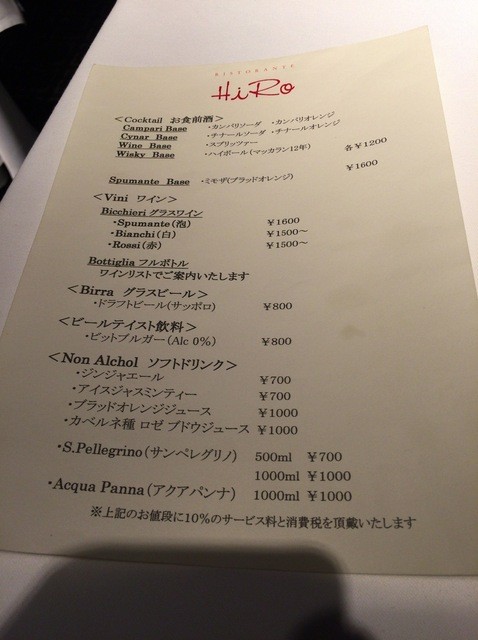 RISTORANTE
HiRo
＜Cocktail お食前酒＞
Campari Base ・カンパリソーダ ・カンパリオレンジ
Cynar Base ・チナールソーダ ・チナールオレンジ
Wine Base ・スプリッツァー
Wisky Base ・ハイボール(マッカラン12年) 各￥1200
Spumante Base ・ミモザ(ブラッドオレンジ) ￥1600
＜Vini ワイン＞
Bicchieri グラスワイン
・Spumante(泡) ￥1600
・Bianchi(白) ￥1500～
・Rossi(赤) ￥1500～
Bottiglia フルボトル
ワインリストでご案内いたします
＜Birra グラスビール＞
・ドラフトビール(サッポロ) ￥800
＜ビールテイスト飲料＞
・ビットブルガー(Alc 0%) ￥800
＜Non Alchol ソフトドリンク＞
・ジンジャエール ￥700
・アイスジャスミンティー ￥700
・ブラッドオレンジジュース ￥1000
・カベルネ種 ロゼ ブドウジュース ￥1000
・S.Pellegrino(サンペレグリノ) 500ml ￥700
1000ml ￥1000
・Acqua Panna(アクアパンナ) 1000ml ￥1000
※上記のお値段に10%のサービス料と消費税を頂戴いたします